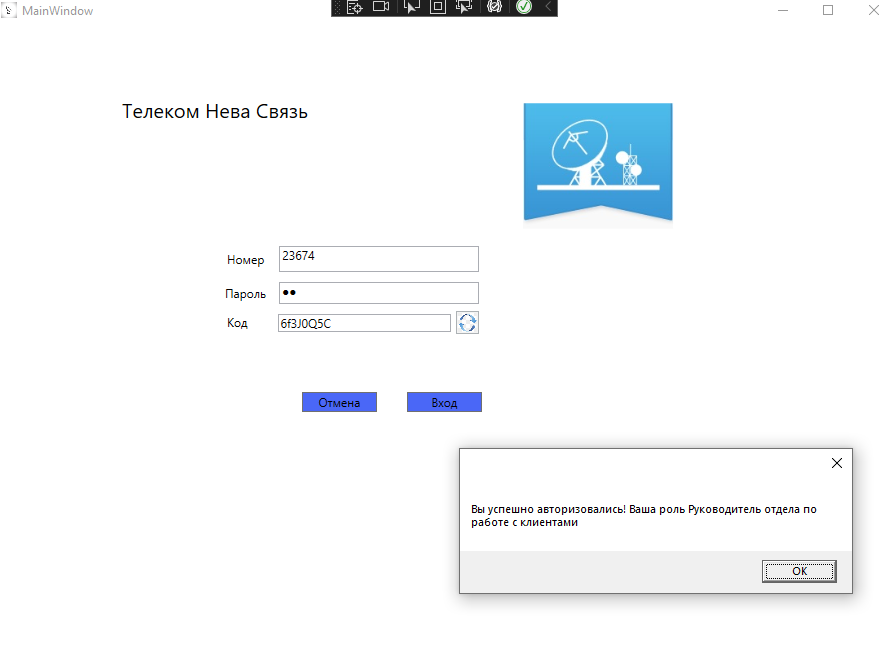 MainWindow
Телеком Нева Связь
Номер
23674
Пароль
Код
6f3J0Q5C
Отмена
Вход
Вы успешно авторизовались! Ваша роль Руководитель отдела по
работе с клиентами
OK